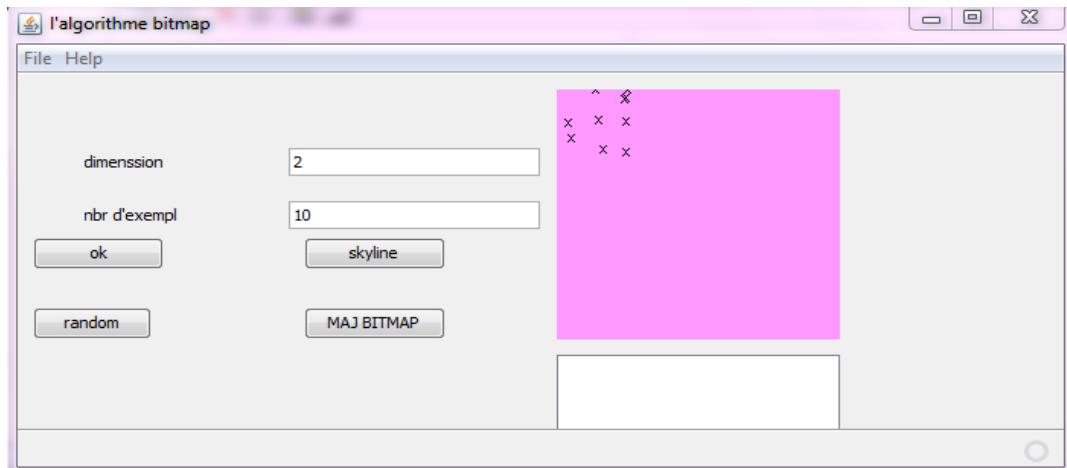 l'algorithme bitmap
File Help
dimenssion 2
nbr d'exempl 10
ok skyline
random MAJ BITMAP